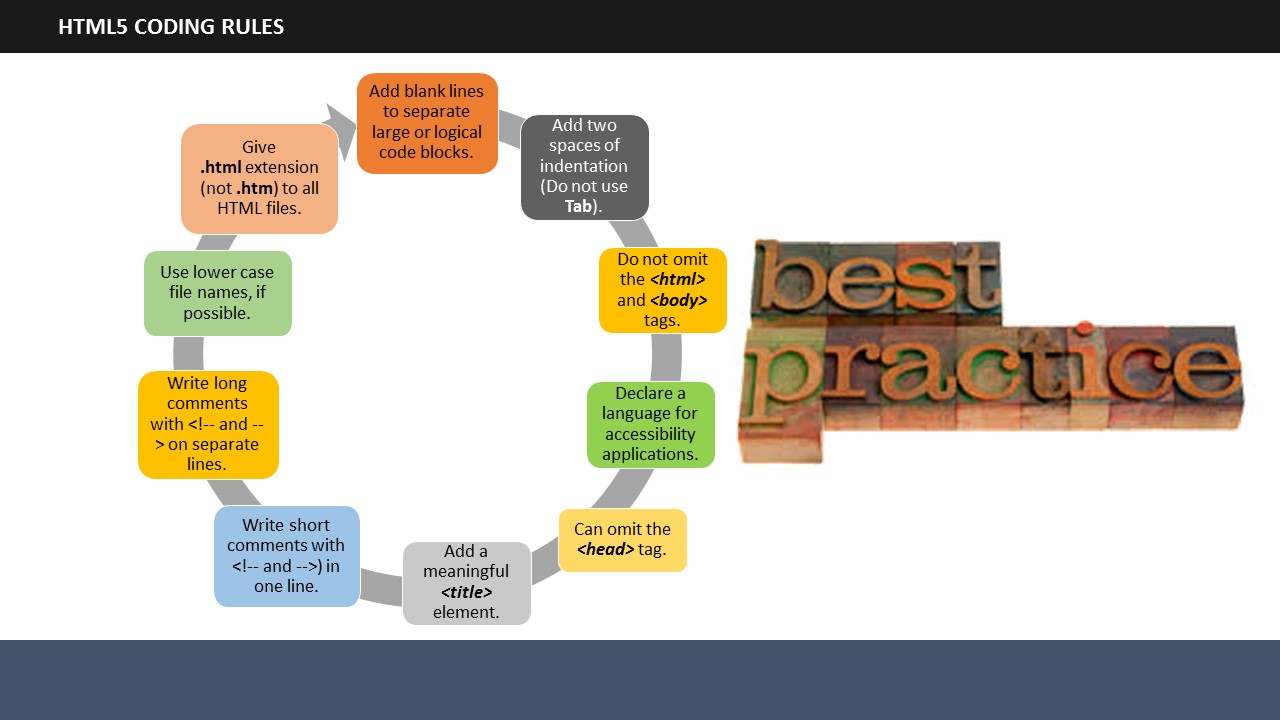 HTML5 CODING RULES
Add blank lines
to separate
large or logical
code blocks.
Add two
spaces of
indentation
(Do not use
Tab).
Do not omit
the <html>
and <body>
tags.
Declare a
language for
accessibility
applications.
Can omit the
<head> tag.
Add a
meaningful
<title>
element.
Write short
comments with
<!-- and -->) in
one line.
Write long
comments
with <!-- and --
> on separate
lines.
Use lower case
file names, if
possible.
Give
.html extension
(not .htm) to all
HTML files.
best
practice